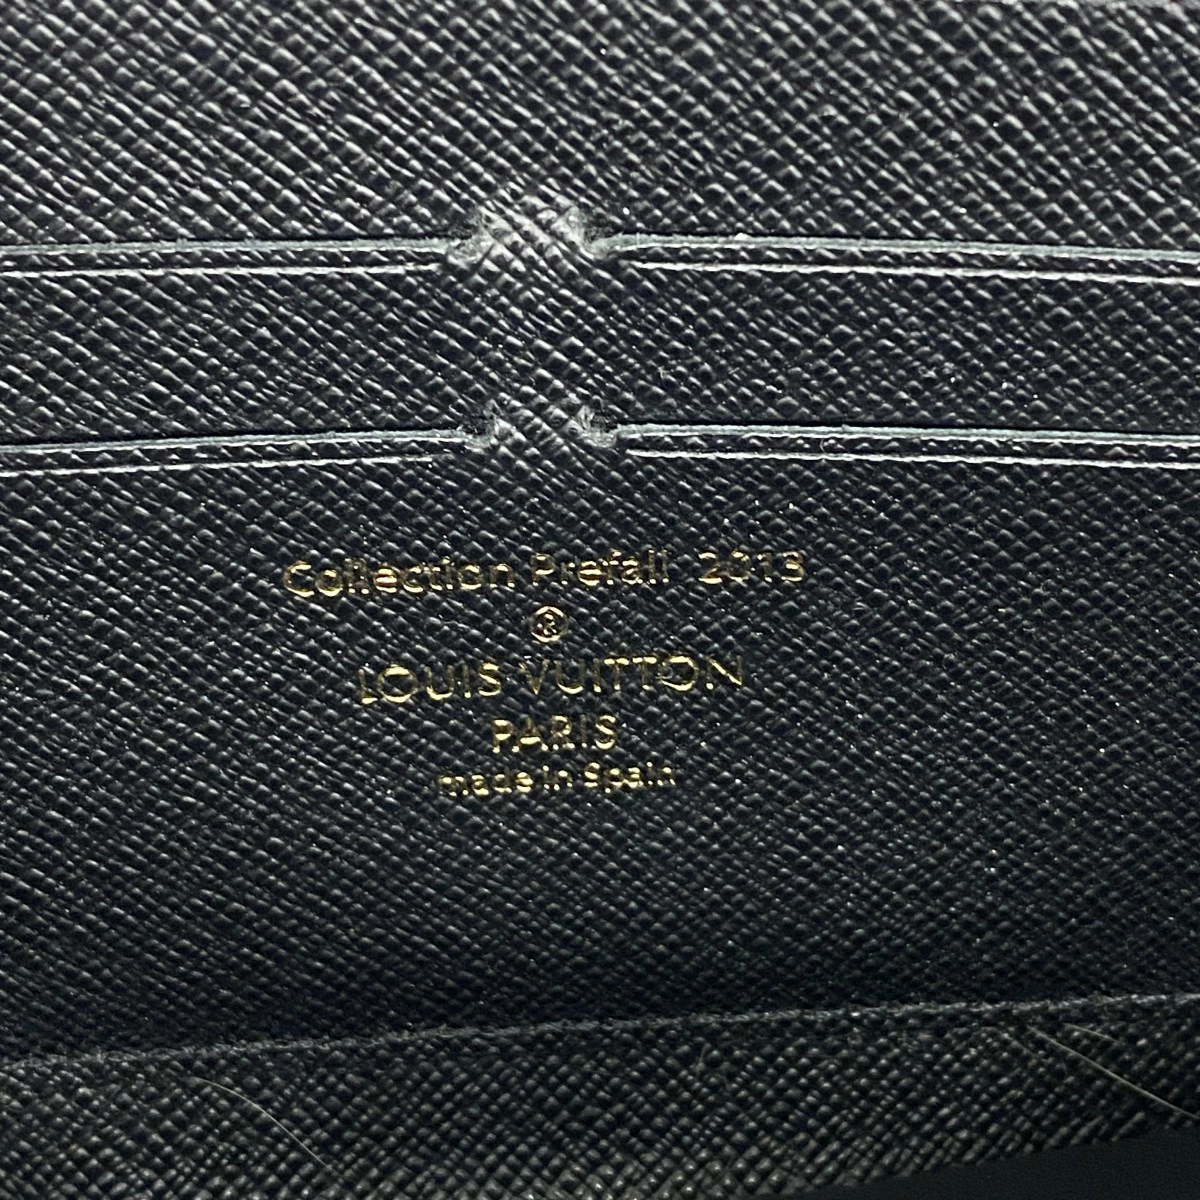 Collection Prefall 2013
®
LOUIS VUITTON
PARIS
made in Spain